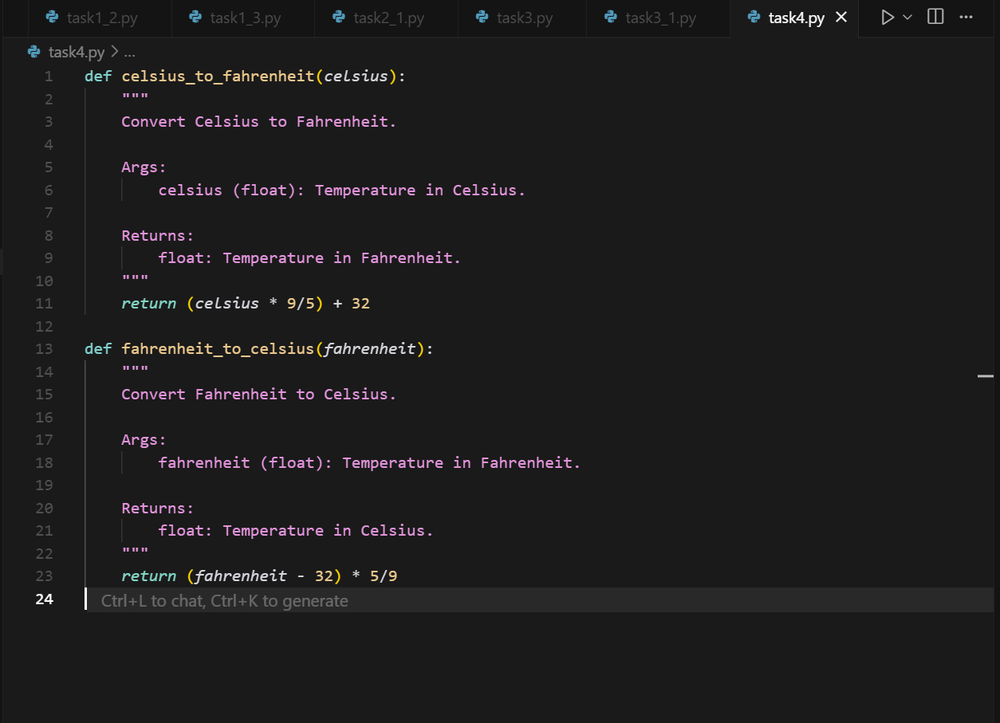 task1_2.py task1_3.py task2_1.py task3.py task3_1.py task4.py
task4.py > ...
1 def celsius_to_fahrenheit(celsius):
2     """
3     Convert Celsius to Fahrenheit.
4
5     Args:
6         celsius (float): Temperature in Celsius.
7
8     Returns:
9         float: Temperature in Fahrenheit.
10     """
11     return (celsius * 9/5) + 32
12
13 def fahrenheit_to_celsius(fahrenheit):
14     """
15     Convert Fahrenheit to Celsius.
16
17     Args:
18         fahrenheit (float): Temperature in Fahrenheit.
19
20     Returns:
21         float: Temperature in Celsius.
22     """
23     return (fahrenheit - 32) * 5/9
24 Ctrl+L to chat, Ctrl+K to generate